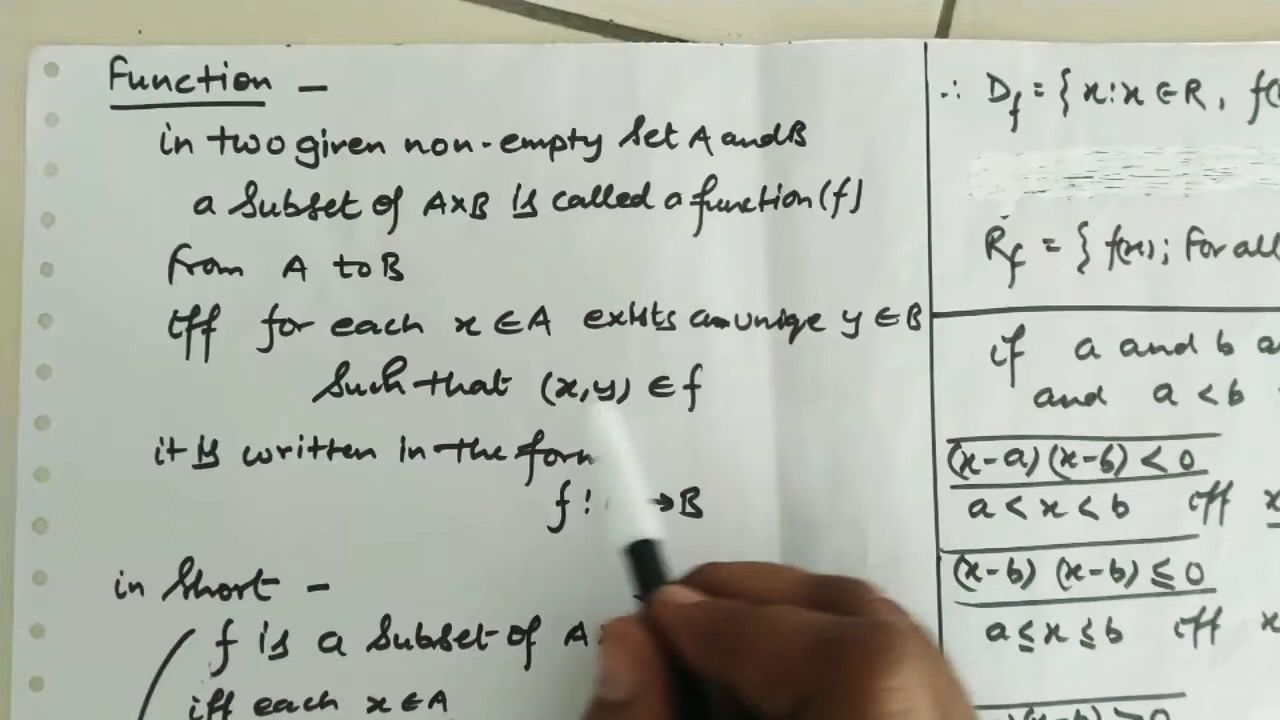 Function -
in two given non-empty set A and B
a subset of A×B is called a function (f)
from A to B
iff for each x ∈ A exists a unige y ∈ B
such that (x,y) ∈ f
it is written in the form
f : → B
in short -
f is a subset of A
iff each x ∈ A
∴ Df = { x : x ∈ R, f(
Rf = { f(x); for all
if a and b a
and a < b
(x-a) (x-b) < 0
a < x < b iff x
(x-b) (x-b) ≤ 0
a ≤ x ≤ b iff x